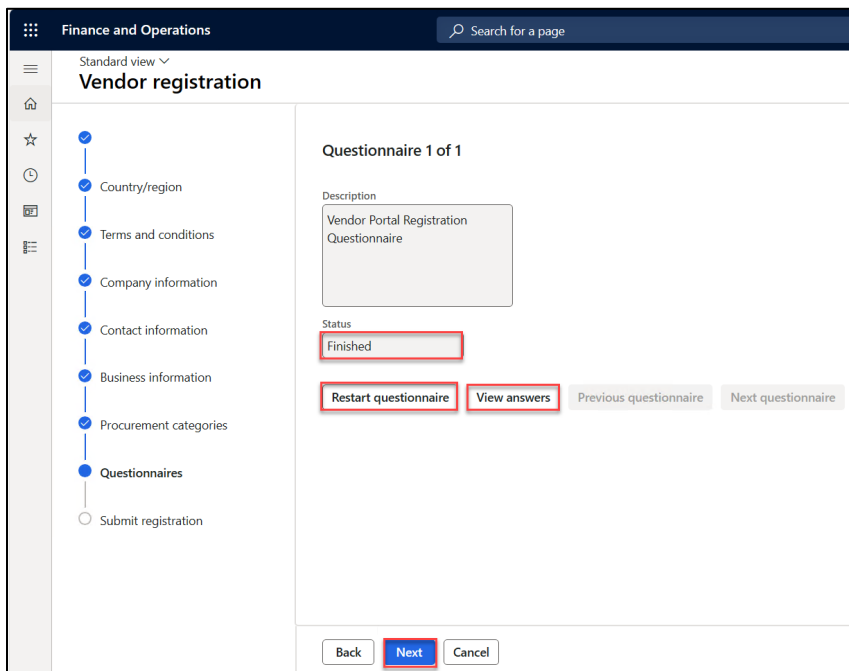 Finance and Operations
Search for a page
Standard view
Vendor registration
Country/region
Terms and conditions
Company information
Contact information
Business information
Procurement categories
Questionnaires
Submit registration
Questionnaire 1 of 1
Description
Vendor Portal Registration
Questionnaire
Status
Finished
Restart questionnaire View answers Previous questionnaire Next questionnaire
Back Next Cancel